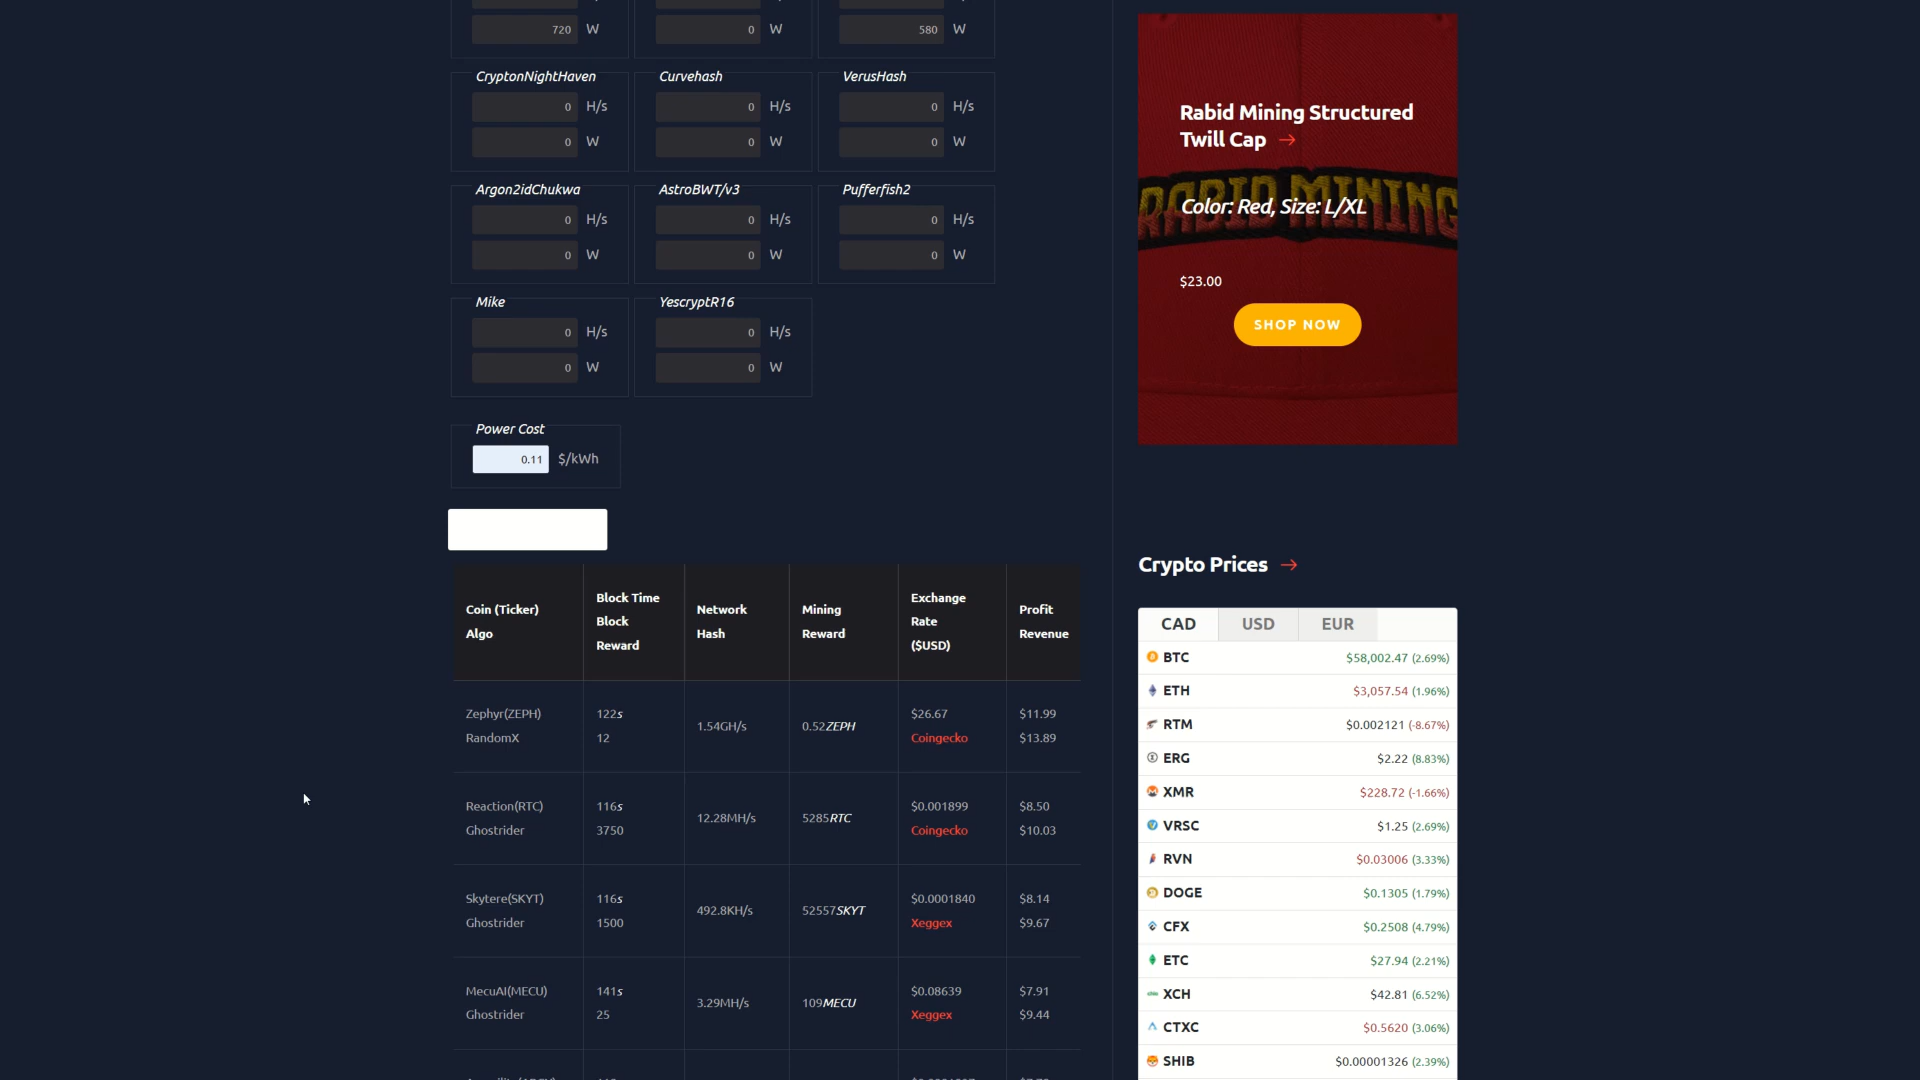 720 W
0 W
580 W
CryptonNightHaven
0 H/s
0 W
Curvehash
0 H/s
0 W
VerusHash
0 H/s
0 W
Argon2idChukwa
0 H/s
0 W
AstroBWT/v3
0 H/s
0 W
Pufferfish2
0 H/s
0 W
Mike
0 H/s
0 W
YescryptR16
0 H/s
0 W
Power Cost
0.11 $/kWh
Coin (Ticker)
Algo
Block Time
Block
Reward
Network
Hash
Mining
Reward
Exchange
Rate
($USD)
Profit
Revenue
Zephyr(ZEPH)
RandomX
122s
12
1.54GH/s
0.52ZEPH
$26.67
Coingecko
$11.99
$13.89
Reaction(RTC)
Ghostrider
116s
3750
12.28MH/s
5285RTC
$0.001899
Coingecko
$8.50
$10.03
Skytere(SKYT)
Ghostrider
116s
1500
492.8KH/s
52557SKYT
$0.0001840
Xeggex
$8.14
$9.67
MecuAI(MECU)
Ghostrider
141s
25
3.29MH/s
109MECU
$0.08639
Xeggex
$7.91
$9.44
Rabid Mining Structured
Twill Cap →
RABID MINING
Color: Red, Size: L/XL
$23.00
SHOP NOW
Crypto Prices →
CAD USD EUR
BTC $58,002.47 (2.69%)
ETH $3,057.54 (1.96%)
RTM $0.002121 (-8.67%)
ERG $2.22 (8.83%)
XMR $228.72 (-1.66%)
VRSC $1.25 (2.69%)
RVN $0.03006 (3.33%)
DOGE $0.1305 (1.79%)
CFX $0.2508 (4.79%)
ETC $27.94 (2.21%)
XCH $42.81 (6.52%)
CTXC $0.5620 (3.06%)
SHIB $0.00001326 (2.39%)